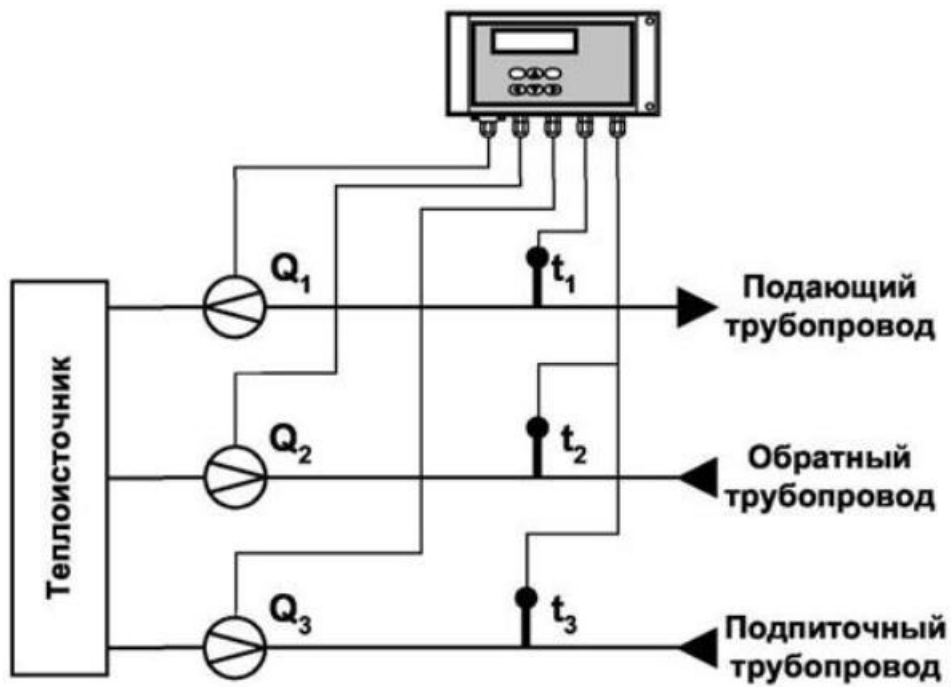 Q1
t1
Подающий
трубопровод
Теплоисточник
Q2
t2
Обратный
трубопровод
Q3
t3
Подпиточный
трубопровод